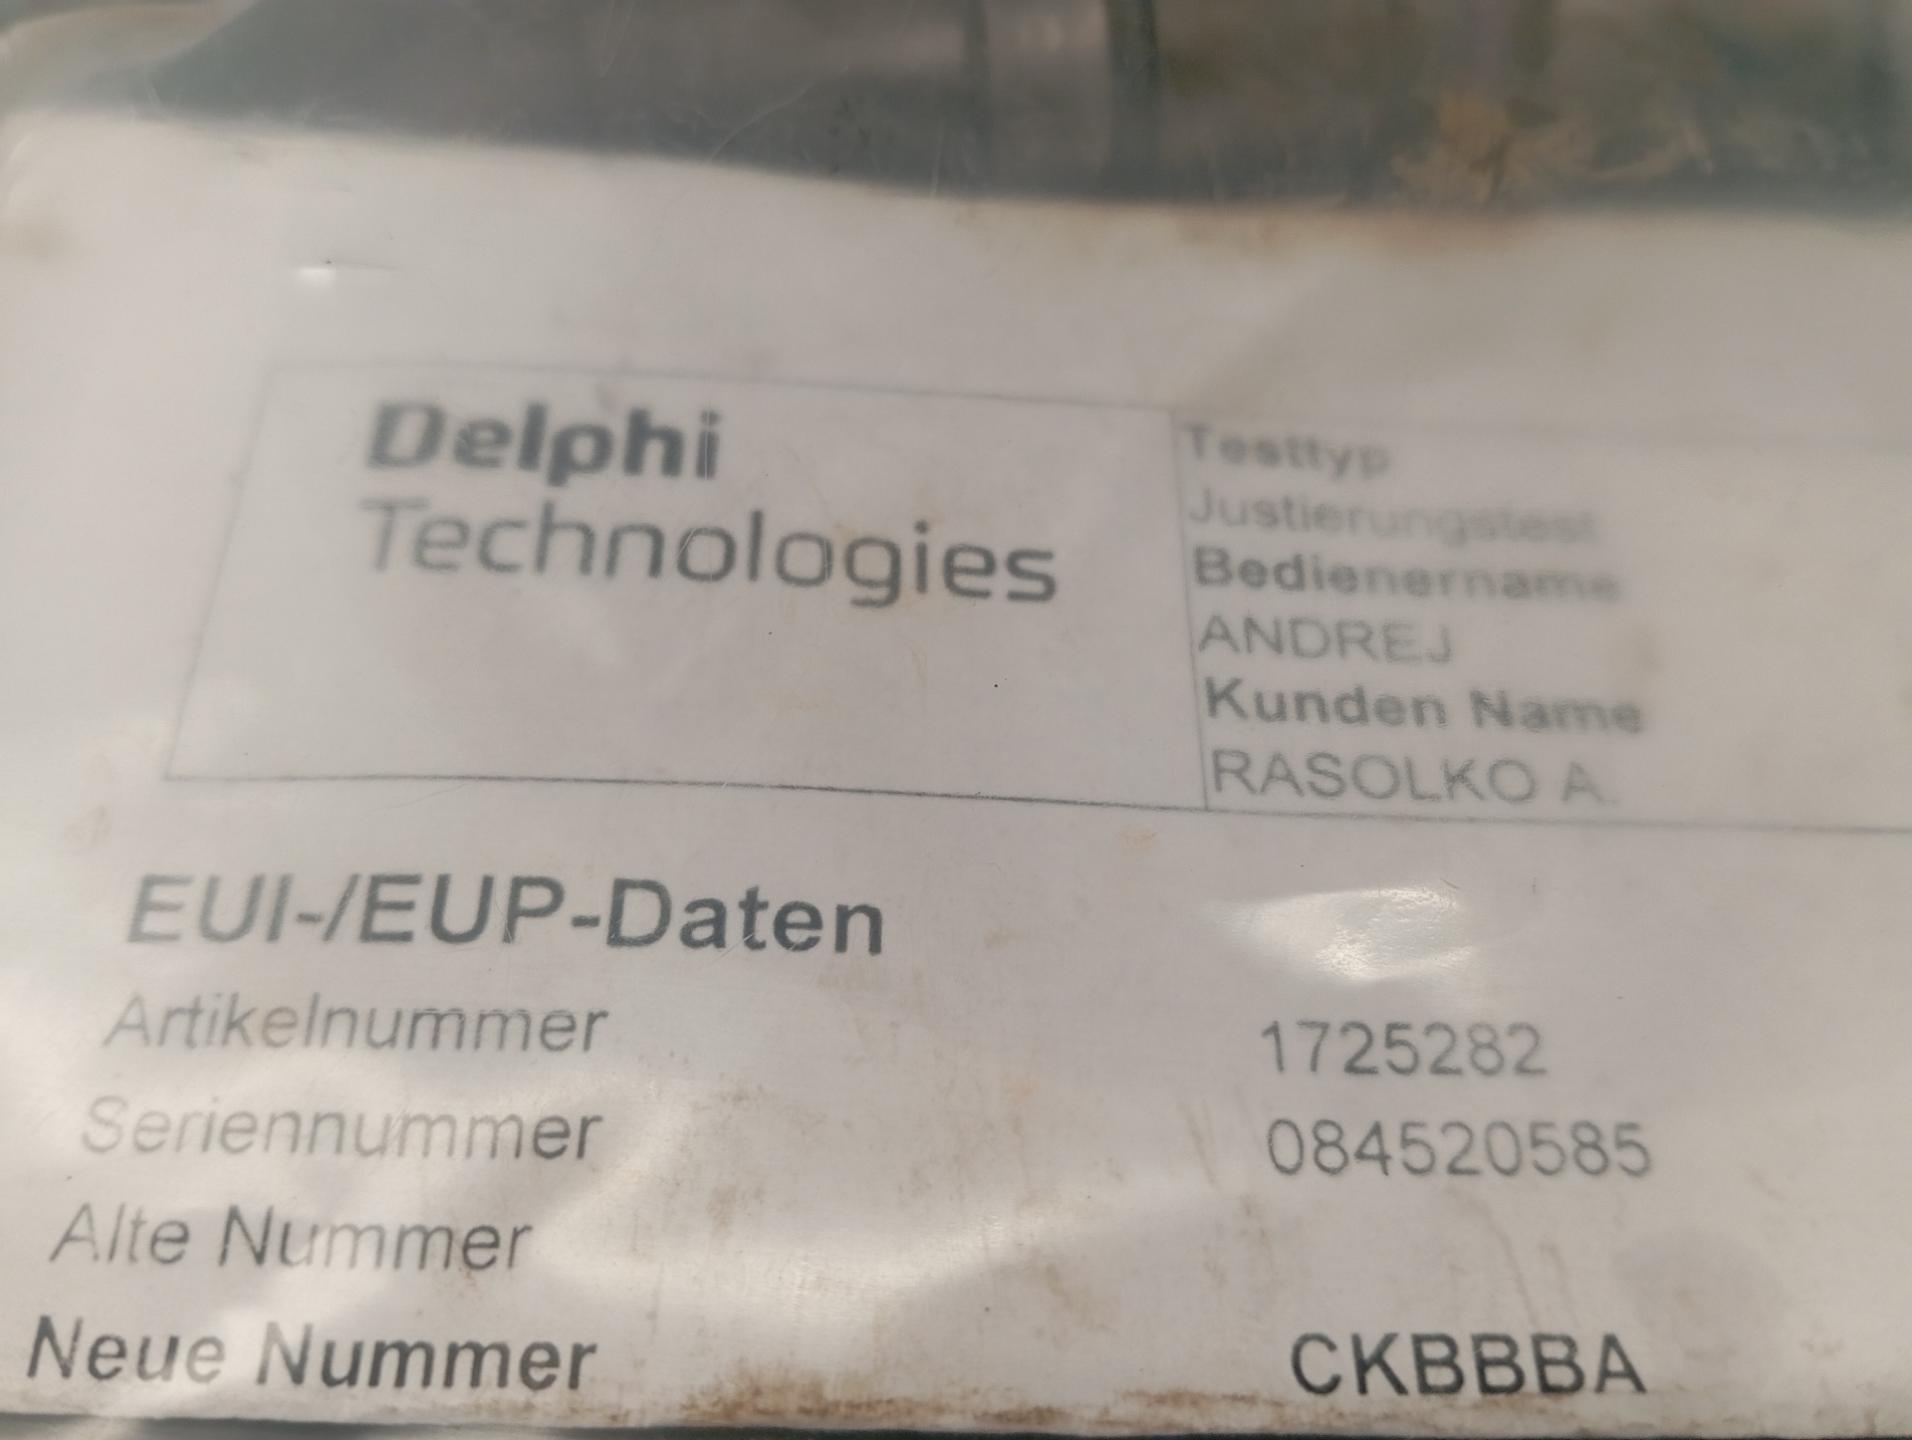 Delphi
Technologies
Testtyp
Justierungstest
Bedienername
ANDREJ
Kunden Name
RASOLKO A.
EUI-/EUP-Daten
Artikelnummer 1725282
Seriennummer 084520585
Alte Nummer
Neue Nummer CKBBBA